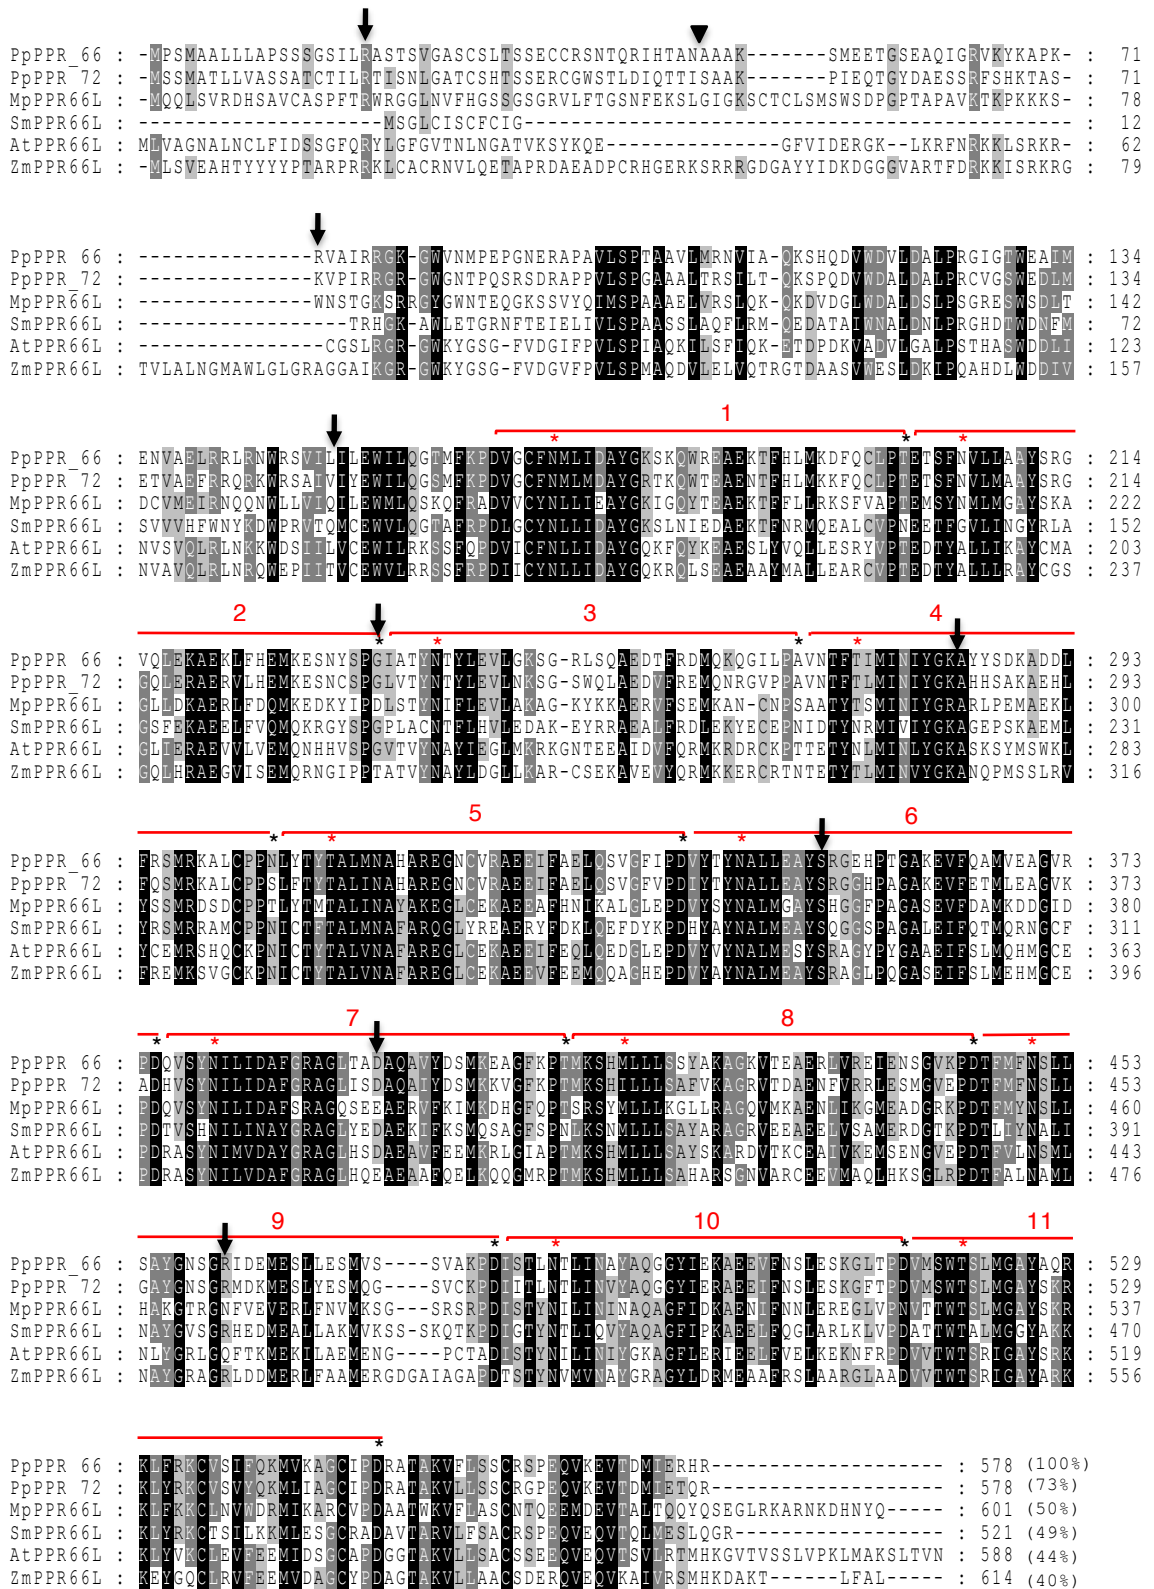 PpPPR_66 : -MPSMAALLLAPSSSGSILRASTSVGASCSLTSSECCRSNTQRIHTANAAAK-------SMEETGSEAQIGRVKYKAPK- : 71
PpPPR_72 : -MSSMATLLVASSATCTILRTISNLGATCSHTSSERCGWSTLDIQTTISAAK-------PIEQTGYDAESSRFSHKTAS- : 71
MpPPR66L : -MQQLSVRDHSAVCASPFTRWRGGLNVFHGSSGSGRVLFTGSNFEKSLGIGKSCTCLSMSWSDPGPTAPAVKTKPKKKS- : 78
SmPPR66L : ---------------------MSGLCISCFCIG----------------------------------------------- : 12
AtPPR66L : MLVAGNALNCLFIDSSGFQRYLGFGVTNLNGATVKSYKQE----------------GFVIDERGK--LKRFNRKKLSRKR- : 62
ZmPPR66L : -MLSVEAHTYYYYPTARPRRKLCACRNVLQETAPRDAEADPCRHGERKSRRRGDGAYYIDKDGGGVARTFDRKKISRKRG : 79
PpPPR_66 : ---------------RVAIRRGK-GWVNMPEPGNERAPAVLSPTAAVLMRNVIA-QKSHQDVWDVLDALPRGIGTWEAIM : 134
PpPPR_72 : ---------------KVPIRRGK-GWGNTPQSRSDRAPPVLSPGAAALTRSILT-QKSPQDVWDALDALPRCVGSWEDLM : 134
MpPPR66L : ---------------WNSTGKSRRGYGWNTEQGKSSVYQIMSPAAAELVRSLQK-QKDVDGLWDALDSLPSGRESWSDLT : 142
SmPPR66L : ------------------TRHGK-AWLETGRNFTEIELIVLSPAASSLAQFLRM-QEDATAIWNALDNLPRGHDTWDNFM : 72
AtPPR66L : ----------------CGSLRGR-GWKYGSG-FVDGIFPVLSPIAQKILSFIQK-ETDPDKVADVLGALPSTHASWDDLI : 123
ZmPPR66L : TVLALNGMAWLGLGRAGGAIKGR-GWKYGSG-FVDGVFPVLSPMAQDVLELVQTRGTDAASVWESLDKIPQAHDLWDDIV : 157
1
* * *
PpPPR_66 : ENVAELRRLRNWRSVILILEWILQGTMFKPDVGCFNMLIDAYGKSKQWREAEKTFHLMKDFQCLPTETSFNVLLAAYSRG : 214
PpPPR_72 : ETVAEFRRQRKWRSAIVIYEWILQGSMFKPDVGCFNMLMDAYGRTKQWTEAENTFHLMKKFQCLPTETSFNVLMAAYSRG : 214
MpPPR66L : DCVMEIRNQQNWLLVIQILEWMLQSKQFRADVVCYNLLIEAYGKIGQYTEAEKTFFLLRKSFVAPTEMSYNMLMGAYSKA : 222
SmPPR66L : SVVVHFWNYKDWPRVTQMCEWVLQGTAFRPDLGCYNLLIDAYGKSLNIEDAEKTFNRMQEALCVPNEETFGVLINGYRLA : 152
AtPPR66L : NVSVQLRLNKKWDSIILVCEWILRKSSFQPDVICFNLLIDAYGQKFQYKEAESLYVQLLESRYVPTEDTYALLIKAYCMA : 203
ZmPPR66L : NVAVQLRLNRQWEPIITVCEWVLRRSSFRPDIICYNLLIDAYGQKRQLSEAEAAYMALLEARCVPTEDTYALLLRAYCGS : 237
2 3 4
* * * *
PpPPR_66 : VQLEKAEKLFHEMKESNYSPGIATYNTYLEVLGKSG-RLSQAEDTFRDMQKQGILPAVNTFTIMINIYGKAYYSDKADDL : 293
PpPPR_72 : GQLERAERVLHEMKESNCSPGLVTYNTYLEVLNKSG-SWQLAEDVFREMQNRGVPPAVNTFTLMINIYGKAHHSAKAEHL : 293
MpPPR66L : GLLDKAERLFDQMKEDKYIPDLSTYNIFLEVLAKAG-KYKKAERVFSEMKAN-CNPSAATYTSMINIYGRARLPEMAEKL : 300
SmPPR66L : GSFEKAEELFVQMQKRGYSPGPLACNTFLHVLEDAK-EYRRAEALFRDLEKYECEPNIDTYNRMIVIYGKAGEPSKAEML : 231
AtPPR66L : GLIERAEVVLVEMQNHHVSPGVTVYNAYIEGLMKRKGNTEEAIDVFQRMKRDRCKPTTETYNLMINLYGKASKSYMSWKL : 283
ZmPPR66L : GQLHRAEGVISEMQRNGIPPTATVYNAYLDGLLKAR-CSEKAVEVYQRMKKERCRTNTETYTLMINVYGKANQPMSSLRV : 316
5 6
* * * *
PpPPR_66 : FRSMRKALCPPNLYTYTALMNAHAREGNCVRAEEIFAELQSVGFIPDVYTYNALLEAYSRGEHPTGAKEVFQAMVEAGVR : 373
PpPPR_72 : FQSMRKALCPPSLFTYTALINAHAREGNCVRAEEIFAELQSVGFVPDIYTYNALLEAYSRGGHPAGAKEVFETMLEAGVK : 373
MpPPR66L : YSSMRDSDCPPTLYTMTALINAYAKEGLCEKAEEAFHNIKALGLEPDVYSYNALMGAYSHGGFPAGASEVFDAMKDDGID : 380
SmPPR66L : YRSMRRAMCPPNICTFTALMNAFARQGLYREAERYFDKLQEFDYKPDHYAYNALMEAYSQGGSPAGALEIFQTMQRNGCF : 311
AtPPR66L : YCEMRSHQCKPNICTYTALVNAFAREGLCEKAEEIFEQLQEDGLEPDVYVYNALMESYSRAGYPYGAAEIFSLMQHMGCE : 363
ZmPPR66L : FREMKSVGCKPNICTYTALVNAFAREGLCEKAEEVFEEMQQAGHEPDVYAYNALMEAYSRAGLPQGASEIFSLMEHMGCE : 396
7 8
* * * * * *
PpPPR_66 : PDQVSYNILIDAFGRAGLTADAQAVYDSMKEAGFKPTMKSHMLLLSSYAKAGKVTEAERLVREIENSGVKPDTFMFNSLL : 453
PpPPR_72 : ADHVSYNILIDAFGRAGLISDAQAIYDSMKKVGFKPTMKSHILLLSAFVKAGRVTDAENFVRRLESMGVEPDTFMFNSLL : 453
MpPPR66L : PDQVSYNILIDAFSRAGQSEEAERVFKIMKDHGFQPTSRSYMLLLKGLLRAGQVMKAENLIKGMEADGRKPDTFMYNSLL : 460
SmPPR66L : PDTVSHNILINAYGRAGLYEDAEKIFKSMQSAGFSPNLKSNMLLLSAYARAGRVEEAEELVSAMERDGTKPDTLIYNALI : 391
AtPPR66L : PDRASYNIMVDAYGRAGLHSDAEAVFEEMKRLGIAPTMKSHMLLLSAYSKARDVTKCEAIVKEMSENGVEPDTFVLNSML : 443
ZmPPR66L : PDRASYNILVDAFGRAGLHQEAEAAFQELKQQGMRPTMKSHMLLLSAHARSGNVARCEEVMAQLHKSGLRPDTFALNAML : 476
9 10 11
* * * *
PpPPR_66 : SAYGNSGRIDEMESLLESMVS----SVAKPDISTLNTLINAYAQGGYIEKAEEVFNSLESKGLTPDVMSWTSLMGAYAQR : 529
PpPPR_72 : GAYGNSGRMDKMESLYESMQG----SVCKPDIITLNTLINVYAQGGYIERAEEVFNSLESKGFTPDVMSWTSLMGAYSKR : 529
MpPPR66L : HAKGTRGNFVEVERLFNVMKSG---SRSRPDISTYNILININAQAGFIDKAENIFNNLEREGLVPNVTTWTSLMGAYSKR : 537
SmPPR66L : NAYGVSGRHEDMEALLAKMVKSS-SKQTKPDIGTYNTLIQVYAQAGFIPKAEELFQGLARLKLVPDATTWTALMGGYAKK : 470
AtPPR66L : NLYGRLGQFTKMEKILAEMENG----PCTADISTYNILINIYGKAGFLERIEELFVELKEKNFRPDVVTWTSRIGAYSRK : 519
ZmPPR66L : NAYGRAGRLDDMERLFAAMERGDGAIAGAPDTSTYNVMVNAYGRAGYLDRMEAAFRSLAARGLAADVVTWTSRIGAYARK : 556
*
PpPPR_66 : KLFRKCVSIFQKMVKAGCIPDRATAKVFLSSCRSPEQVKEVTDMIERHR-------------------- : 578 (100%)
PpPPR_72 : KLYRKCVSIYQKMLIAGCIPDRATAKVFLSSCRGPEQVKEVTDMIETQR-------------------- : 578 (73%)
MpPPR66L : KLFKKCLNVWDRMIKARCVPDAATWKVFLASCNTQEEMDEVTALTQQYQSEGLRKARNKDHNYQ----- : 601 (50%)
SmPPR66L : KLYRKCTSILKKMLESGCRADAVTARVLFSACRSPEQVEQVTQLMESLQGR------------------ : 521 (49%)
AtPPR66L : KLYVKCLEVFEEMIDSGCAPDGGTAKVLLSACSSEEQVEQVTSVLRTMHKGVTVSSLVPKLMAKSLTVN : 588 (44%)
ZmPPR66L : KEYGQCLRVFEEMVDAGCYPDAGTAKVLLAACSDERQVEQVKAIVRSMHKDAKT------LFAL----- : 614 (40%)